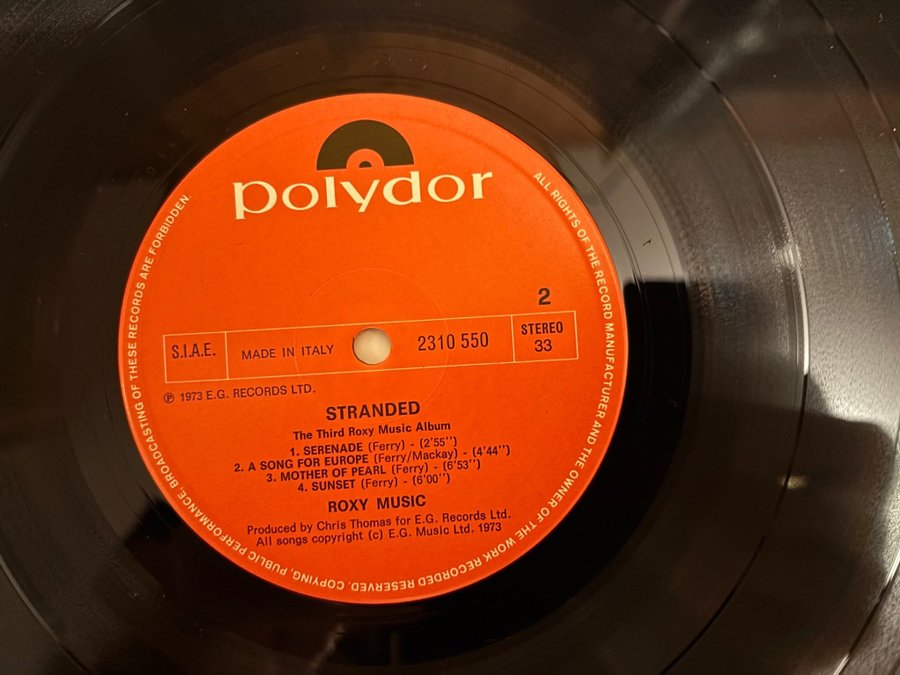 polydor
2
S.I.A.E.
MADE IN ITALY
2310 550
STEREO
33
℗ 1973 E.G. RECORDS LTD.
STRANDED
The Third Roxy Music Album
1. SERENADE (Ferry) - (2'55'')
2. A SONG FOR EUROPE (Ferry/Mackay) - (4'44'')
3. MOTHER OF PEARL (Ferry) - (6'53'')
4. SUNSET (Ferry) - (6'00'')
ROXY MUSIC
Produced by Chris Thomas for E.G. Records Ltd.
All songs copyright (c) E.G. Music Ltd. 1973
ALL RIGHTS OF THE RECORD MANUFACTURER AND THE OWNER OF THE WORK RECORDED RESERVED. COPYING, PUBLIC PERFORMANCE, BROADCASTING OF THESE RECORDS ARE FORBIDDEN